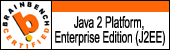 BRAINBENCH
CERTIFIED
Java 2 Platform,
Enterprise Edition (J2EE)